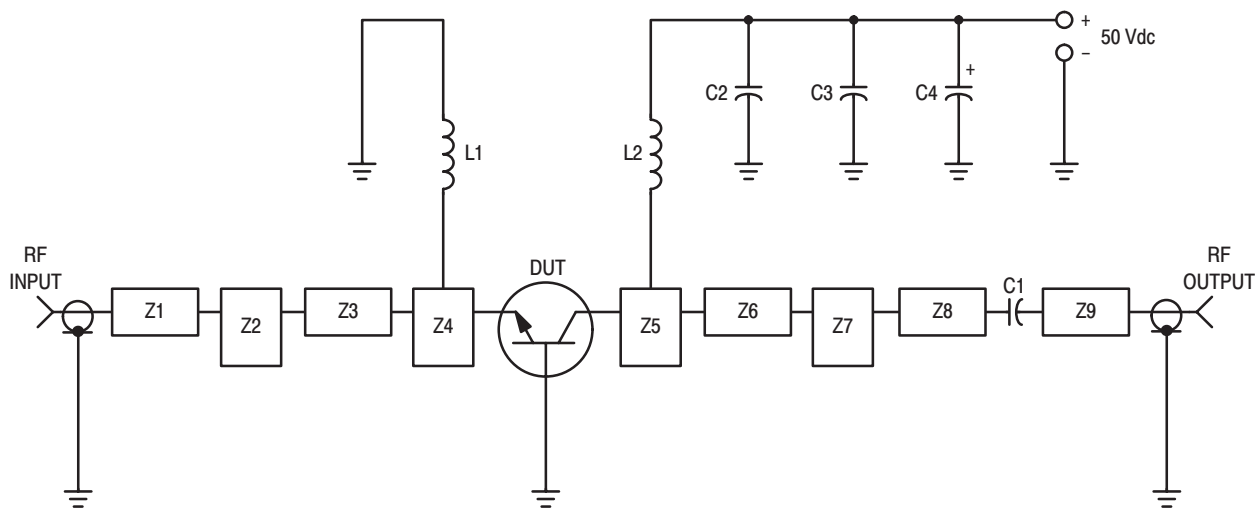 +
50 Vdc
–
C2
C3
+
C4
L1
L2
RF
INPUT
DUT
RF
OUTPUT
C1
Z1
Z2
Z3
Z4
Z5
Z6
Z7
Z8
Z9